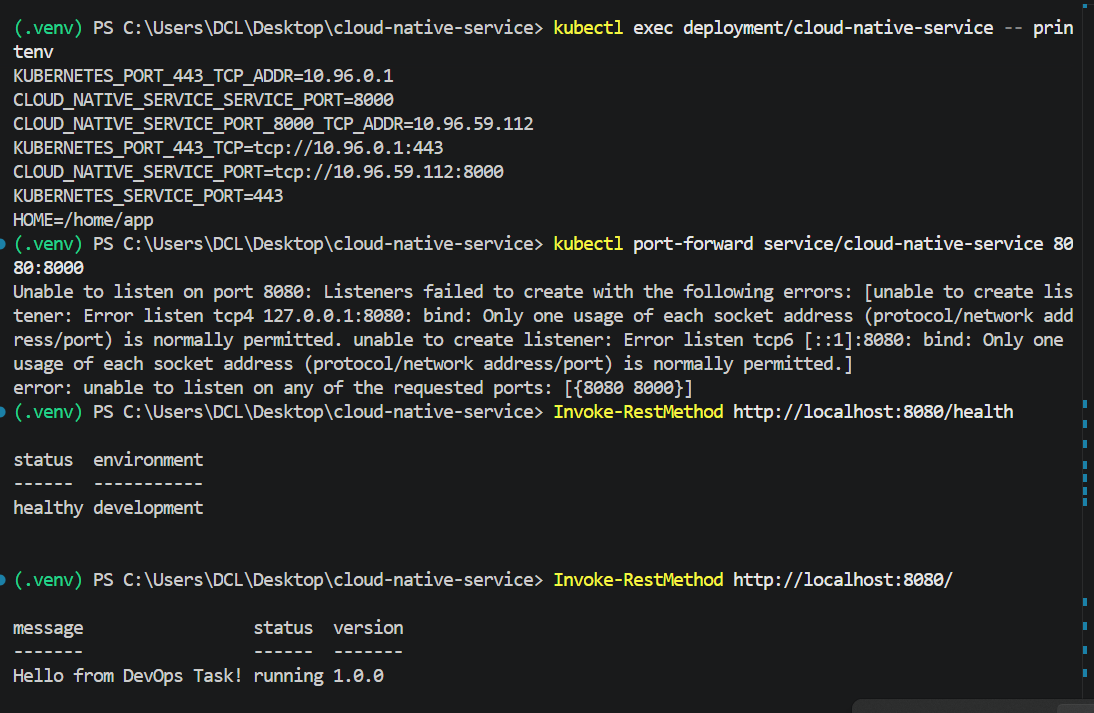 (.venv) PS C:\Users\DCL\Desktop\cloud-native-service> kubectl exec deployment/cloud-native-service -- prin
tenv
KUBERNETES_PORT_443_TCP_ADDR=10.96.0.1
CLOUD_NATIVE_SERVICE_SERVICE_PORT=8000
CLOUD_NATIVE_SERVICE_PORT_8000_TCP_ADDR=10.96.59.112
KUBERNETES_PORT_443_TCP=tcp://10.96.0.1:443
CLOUD_NATIVE_SERVICE_PORT=tcp://10.96.59.112:8000
KUBERNETES_SERVICE_PORT=443
HOME=/home/app
(.venv) PS C:\Users\DCL\Desktop\cloud-native-service> kubectl port-forward service/cloud-native-service 80
80:8000
Unable to listen on port 8080: Listeners failed to create with the following errors: [unable to create lis
tener: Error listen tcp4 127.0.0.1:8080: bind: Only one usage of each socket address (protocol/network add
ress/port) is normally permitted. unable to create listener: Error listen tcp6 [::1]:8080: bind: Only one
usage of each socket address (protocol/network address/port) is normally permitted.]
error: unable to listen on any of the requested ports: [{8080 8000}]
(.venv) PS C:\Users\DCL\Desktop\cloud-native-service> Invoke-RestMethod http://localhost:8080/health
status  environment
------  -----------
healthy development
(.venv) PS C:\Users\DCL\Desktop\cloud-native-service> Invoke-RestMethod http://localhost:8080/
message                 status  version
-------                 ------  -------
Hello from DevOps Task! running 1.0.0